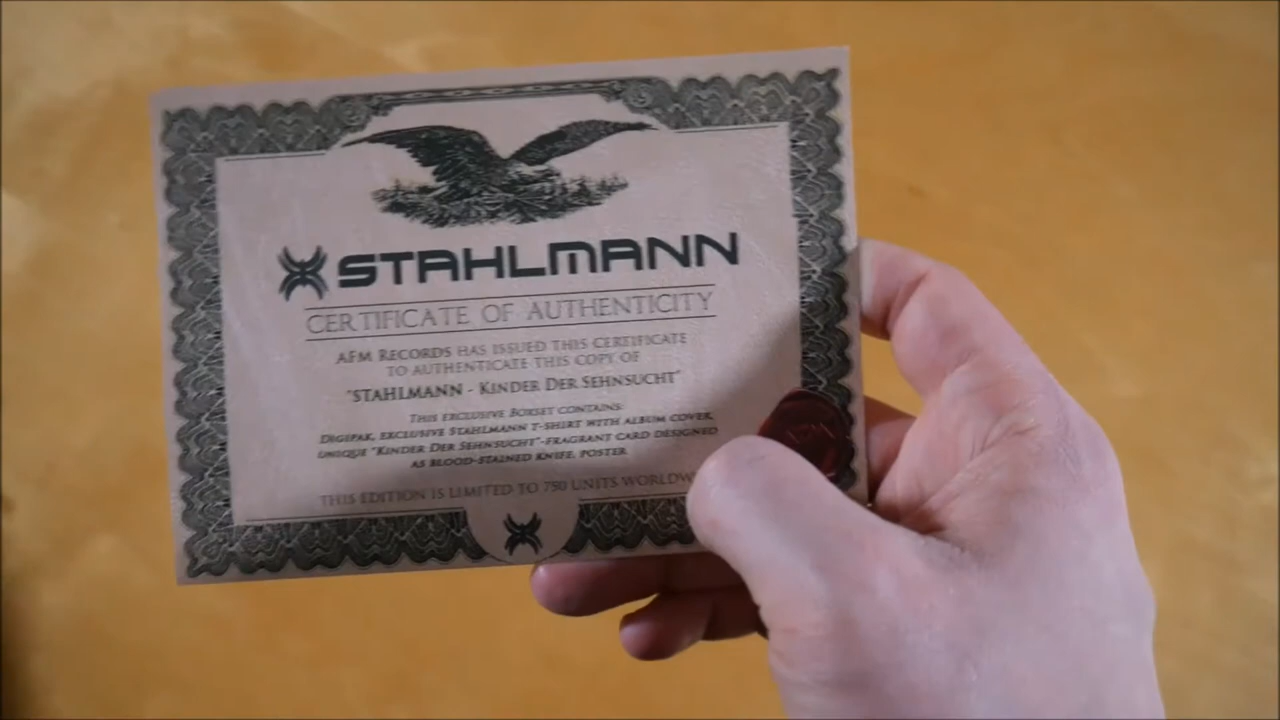 STAHLMANN
CERTIFICATE OF AUTHENTICITY
AFM RECORDS HAS ISSUED THIS CERTIFICATE
TO AUTHENTICATE THIS COPY OF
"STAHLMANN - KINDER DER SEHNSUCHT"
THIS EXCLUSIVE BOXSET CONTAINS:
DIGIPAK, EXCLUSIVE STAHLMANN T-SHIRT WITH ALBUM COVER,
UNIQUE "KINDER DER SEHNSUCHT"-FRAGRANT CARD DESIGNED
AS BLOOD-STAINED KNIFE, POSTER
THIS EDITION IS LIMITED TO 750 UNITS